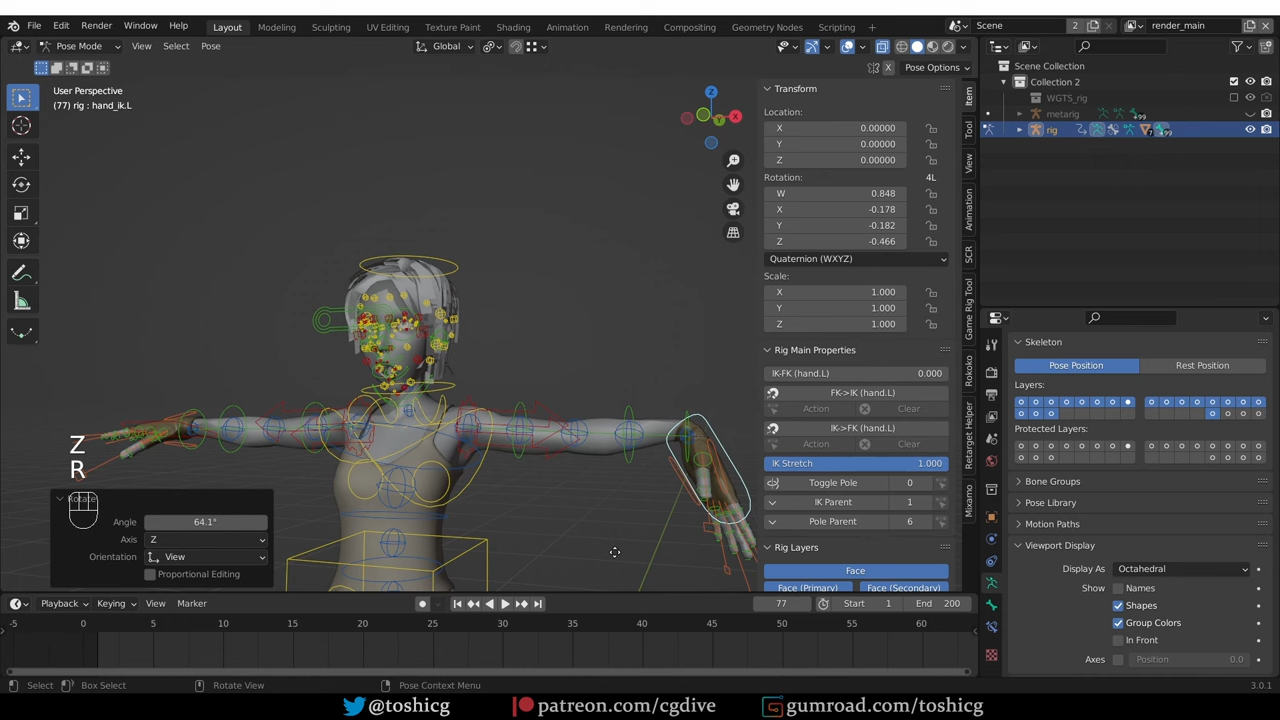 File Edit Render Window Help
Layout Modeling Sculpting UV Editing Texture Paint Shading Animation Rendering Compositing Geometry Nodes Scripting +
Scene 2 render_main
Pose Mode View Select Pose Global
Pose Options
User Perspective
(77) rig : hand_ik.L
Z
X
Y
Transform
Location:
X 0.00000
Y 0.00000
Z 0.00000
Rotation: 4L
W 0.848
X -0.178
Y -0.182
Z -0.466
Quaternion (WXYZ)
Scale:
X 1.000
Y 1.000
Z 1.000
Rig Main Properties
IK-FK (hand.L) 0.000
FK->IK (hand.L)
Action Clear
IK->FK (hand.L)
Action Clear
IK Stretch 1.000
Toggle Pole 0
IK Parent 1
Pole Parent 6
Rig Layers
Face
Face (Primary) Face (Secondary)
Item
Tool
View
Animation
SCR
Game Rig Tool
Rokoko
Retarget Helper
Mixamo
Scene Collection
Collection 2
WGTS_rig
metarig 99
rig 7 99
Skeleton
Pose Position Rest Position
Layers:
Protected Layers:
Bone Groups
Pose Library
Motion Paths
Viewport Display
Display As Octahedral
Show Names
Shapes
Group Colors
In Front
Axes Position 0.0
Z
R
Rotate
Angle 64.1°
Axis Z
Orientation View
Proportional Editing
Playback Keying View Marker 77 Start 1 End 200
-5 0 5 10 15 20 25 30 35 40 45 50 55 60
Select Box Select Rotate View Pose Context Menu 3.0.1
@toshicg patreon.com/cgdive gumroad.com/toshicg